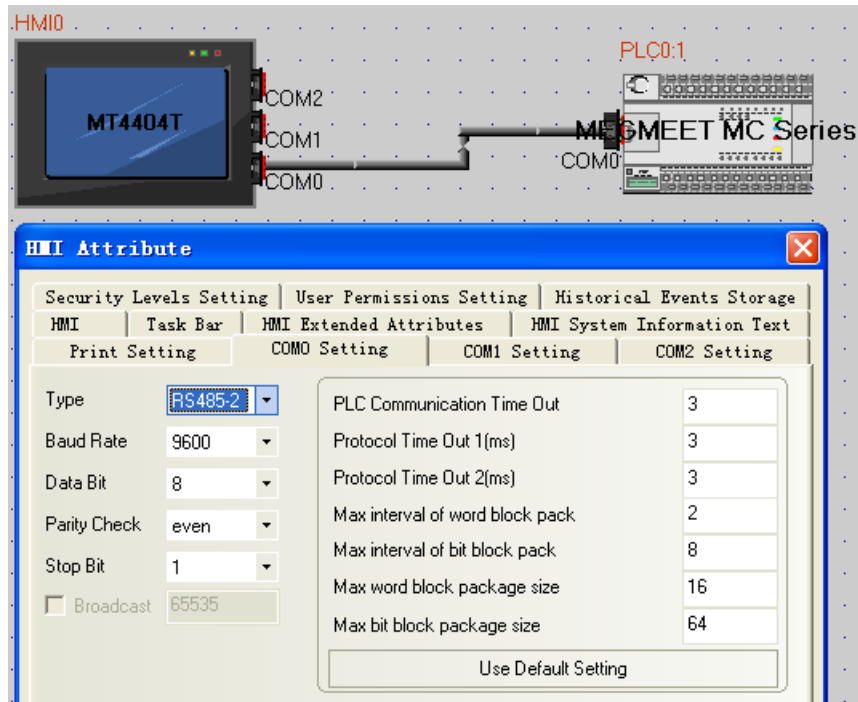 HMI0
PLC0:1
COM2
MT4404T
COM1
MEGMEET MC Series
COM0
COM0
HMI Attribute
Security Levels Setting User Permissions Setting Historical Events Storage
HMI Task Bar HMI Extended Attributes HMI System Information Text
Print Setting COM0 Setting COM1 Setting COM2 Setting
Type RS485-2 PLC Communication Time Out 3
Baud Rate 9600 Protocol Time Out 1(ms) 3
Data Bit 8 Protocol Time Out 2(ms) 3
Parity Check even Max interval of word block pack 2
Stop Bit 1 Max interval of bit block pack 8
Broadcast 65535 Max word block package size 16
Max bit block package size 64
Use Default Setting